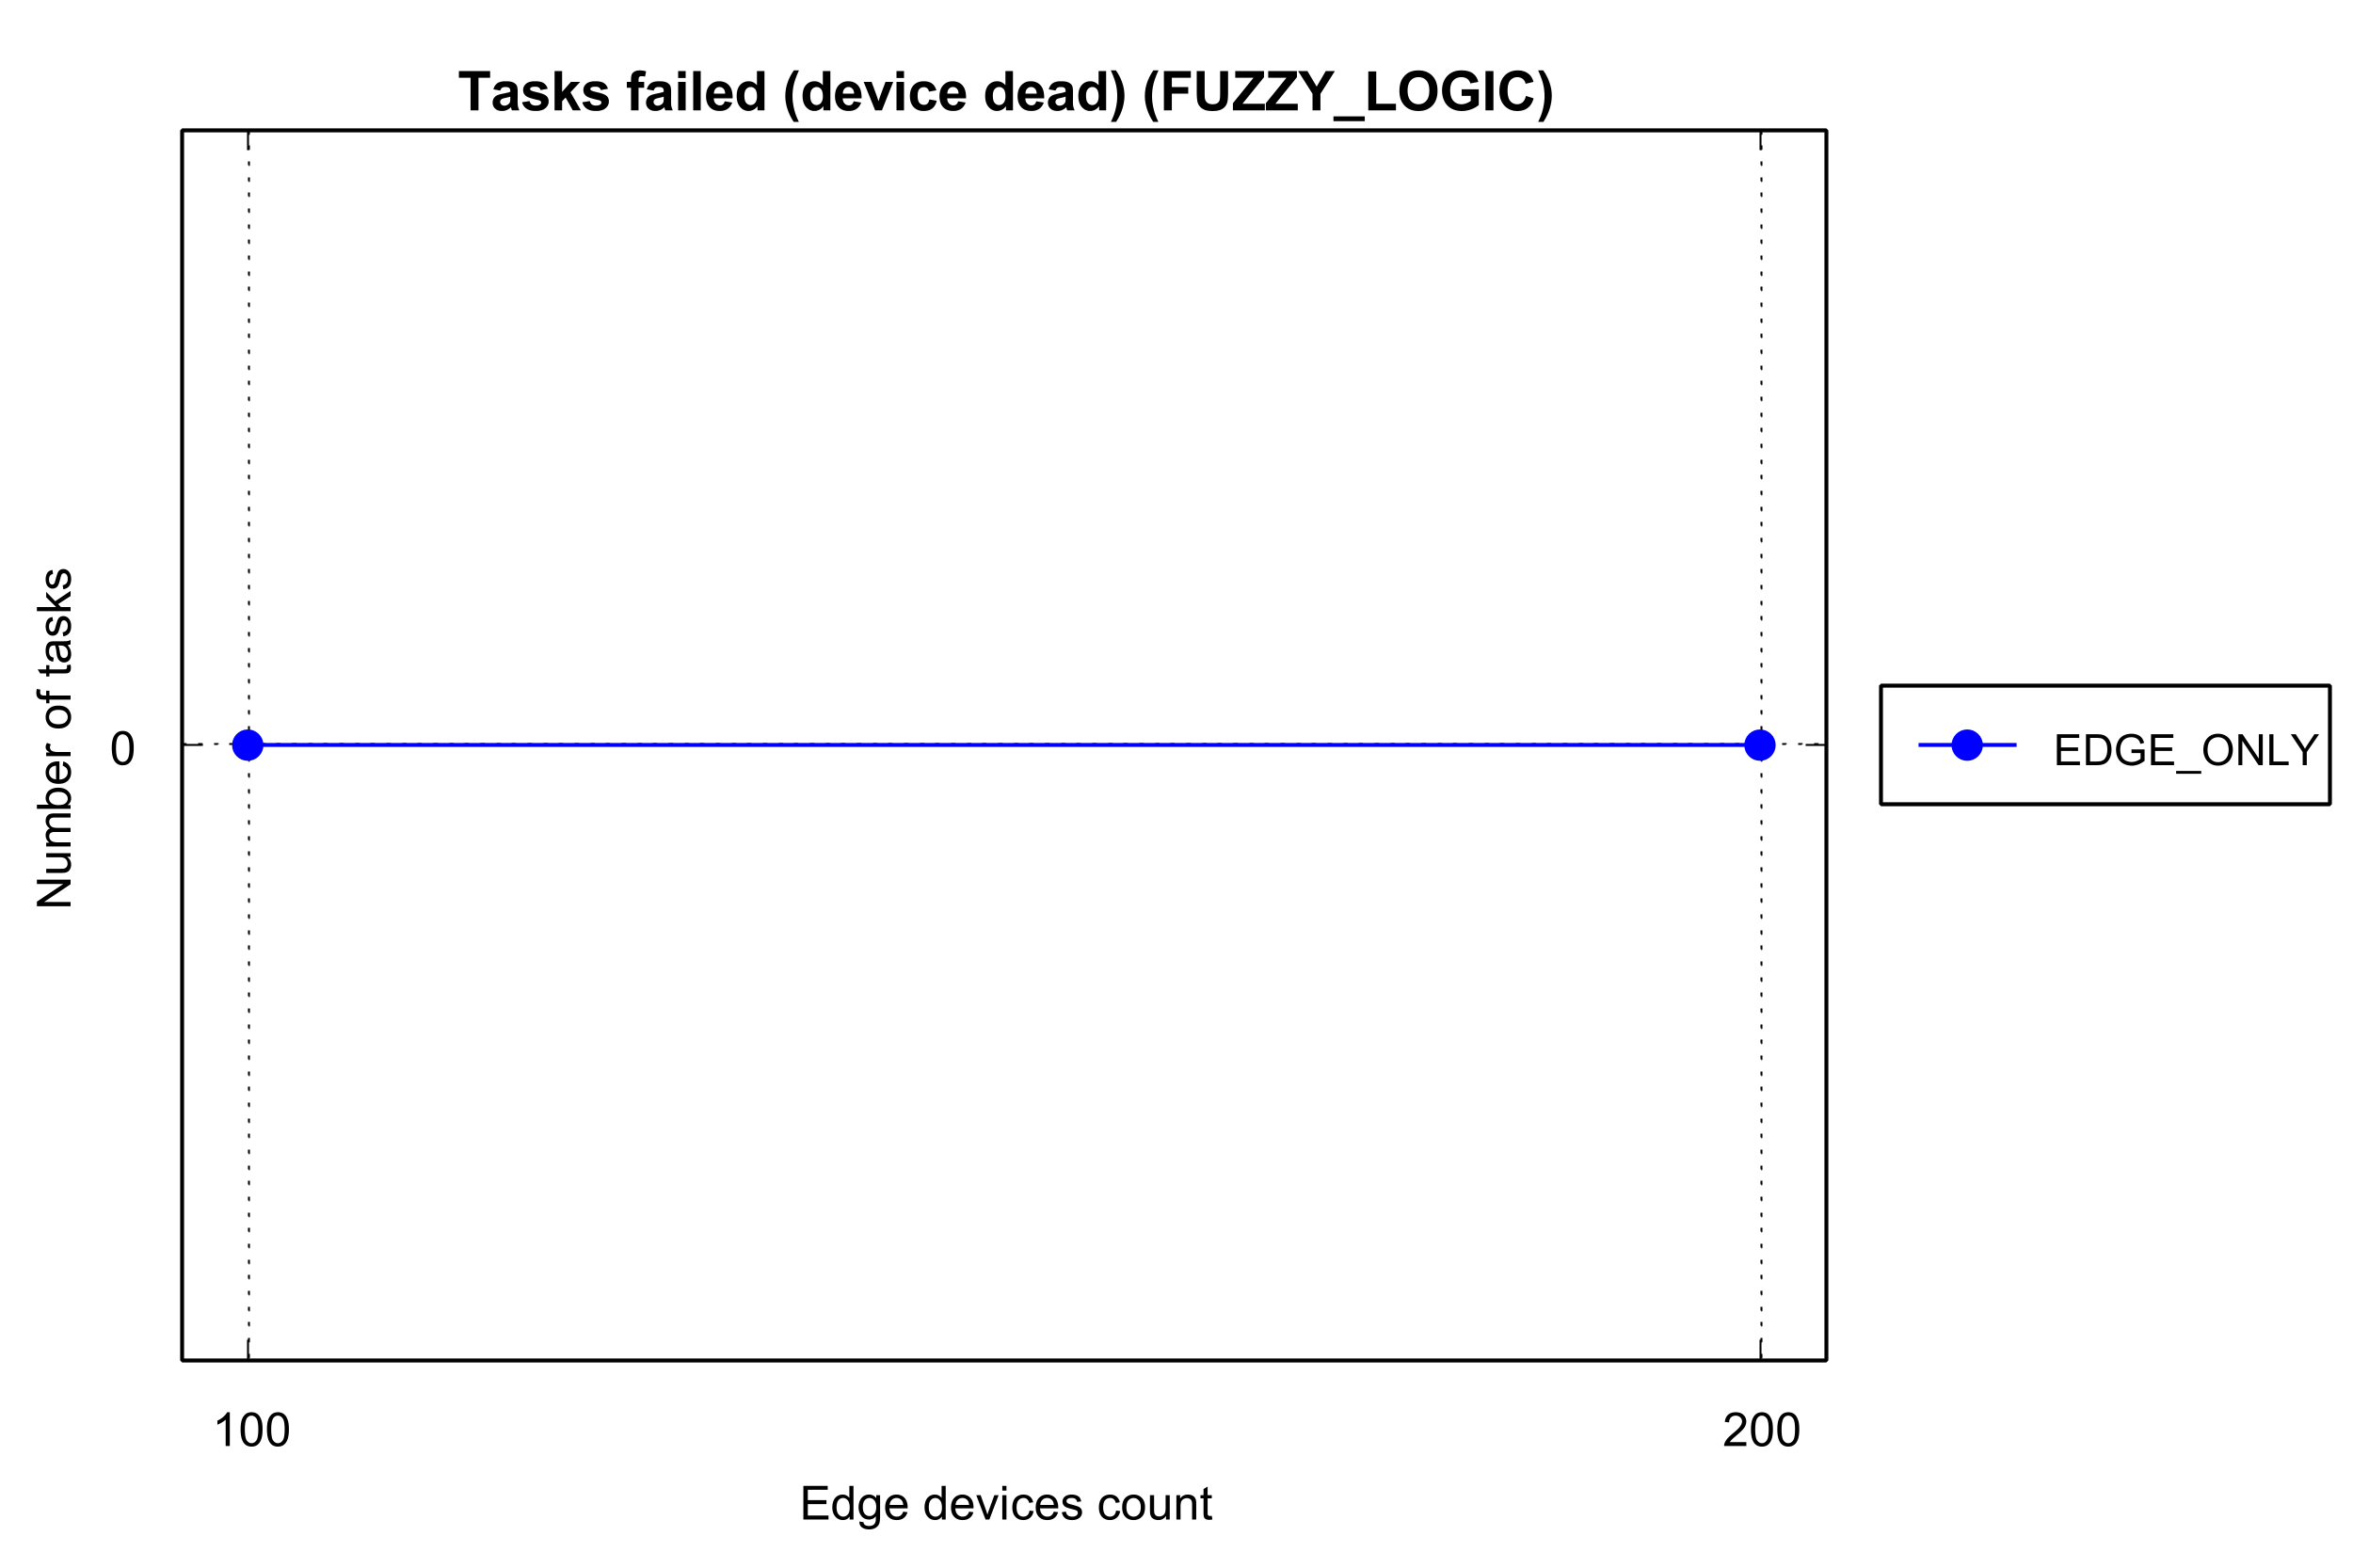 Tasks failed (device dead)(FUZZY_LOGIC)
Number of tasks
0
EDGE_ONLY
100
200
Edge devices count